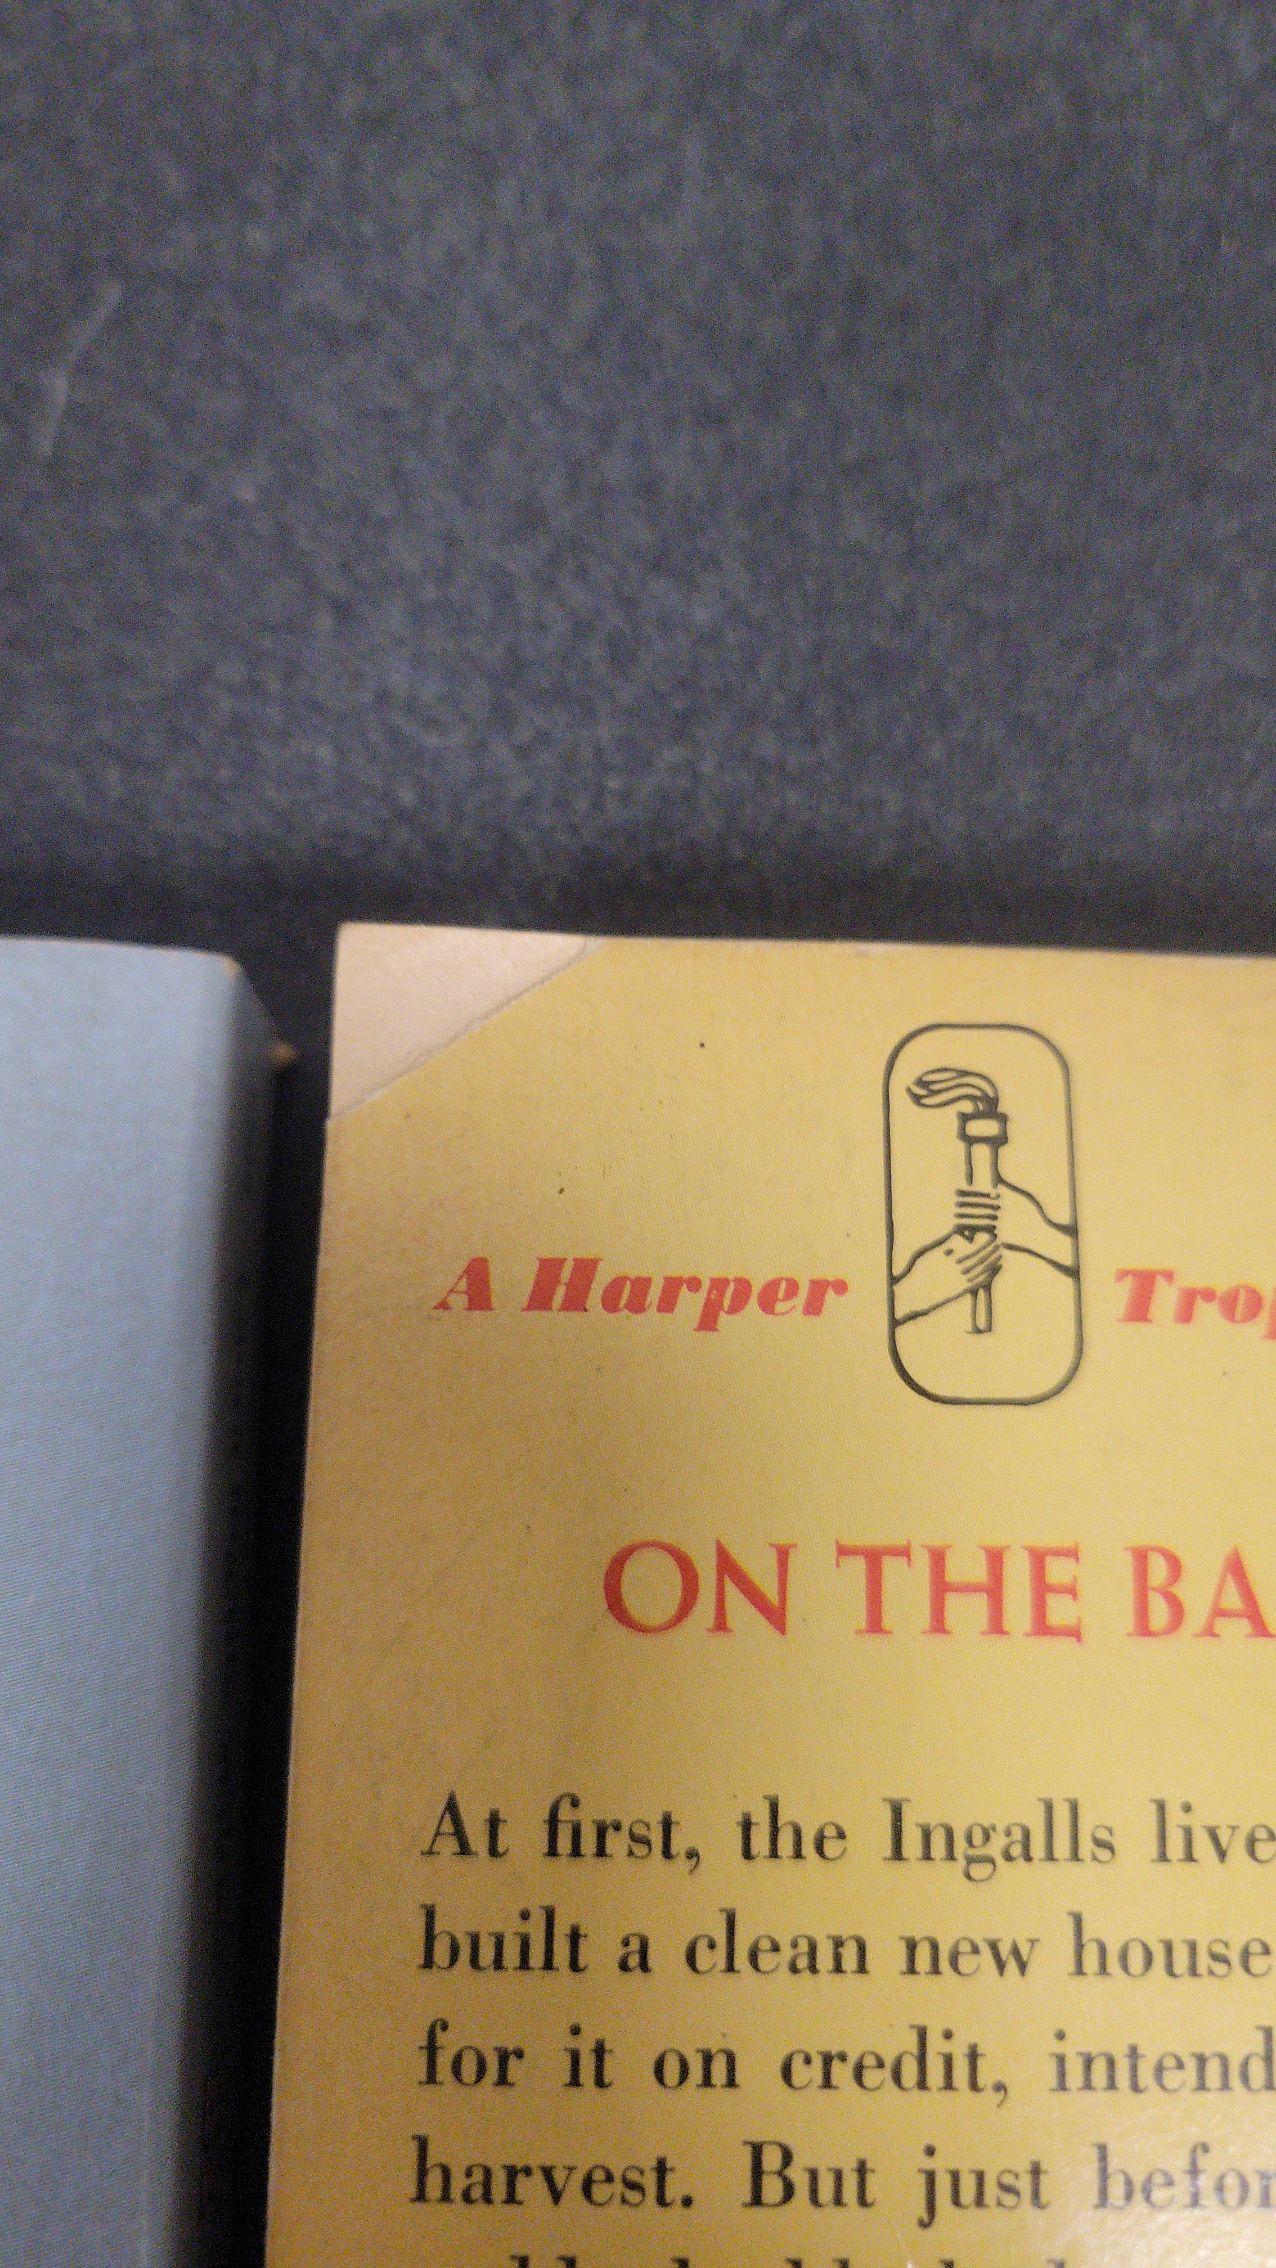 A Harper Trop
ON THE BA
At first, the Ingalls live
built a clean new house
for it on credit, intend
harvest. But just befor